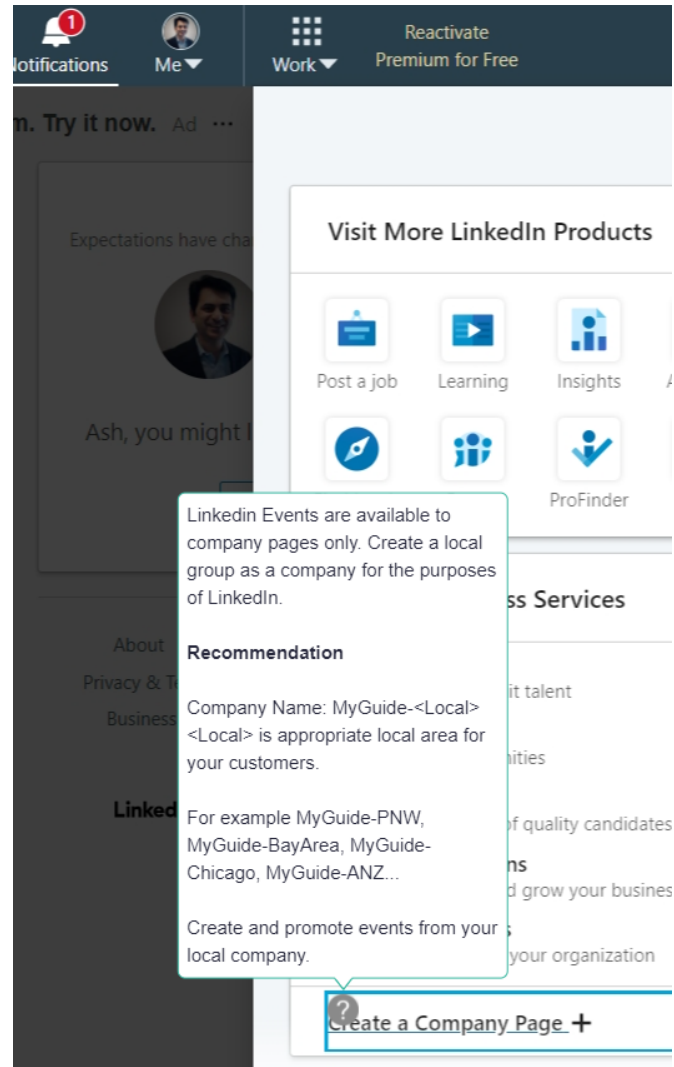 1
Notifications
Me
Work
Reactivate
Premium for Free
m. Try it now. Ad ...
Visit More LinkedIn Products
Expectations have cha
Post a job
Learning
Insights
Ash, you might l
ProFinder
Linkedin Events are available to
company pages only. Create a local
group as a company for the purposes
of LinkedIn.
Recommendation
Company Name: MyGuide-<Local>
<Local> is appropriate local area for
your customers.
For example MyGuide-PNW,
MyGuide-BayArea, MyGuide-
Chicago, MyGuide-ANZ...
Create and promote events from your
local company.
ss Services
About
Privacy & Te
Business
Linked
it talent
nities
of quality candidates
ns
d grow your busines
s
your organization
?
Create a Company Page +